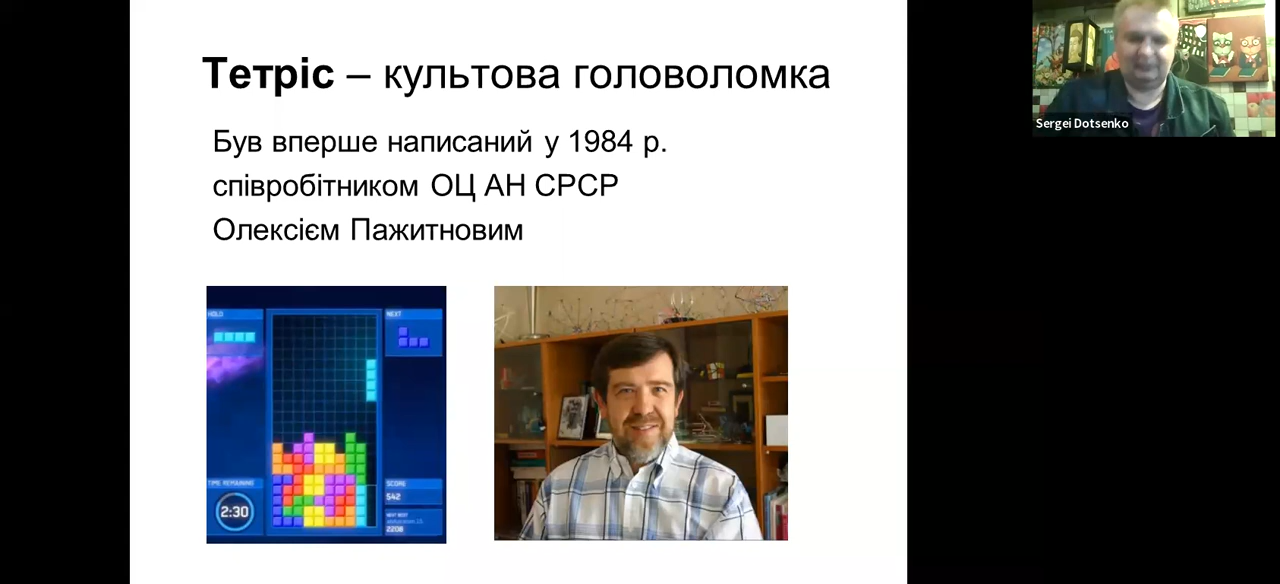 Тетріс – культова головоломка
Був вперше написаний у 1984 р.
співробітником ОЦ АН СРСР
Олексієм Пажитновим
Sergei Dotsenko
HOLD
NEXT
TIME REMAINING
2:30
SCORE
542
2208